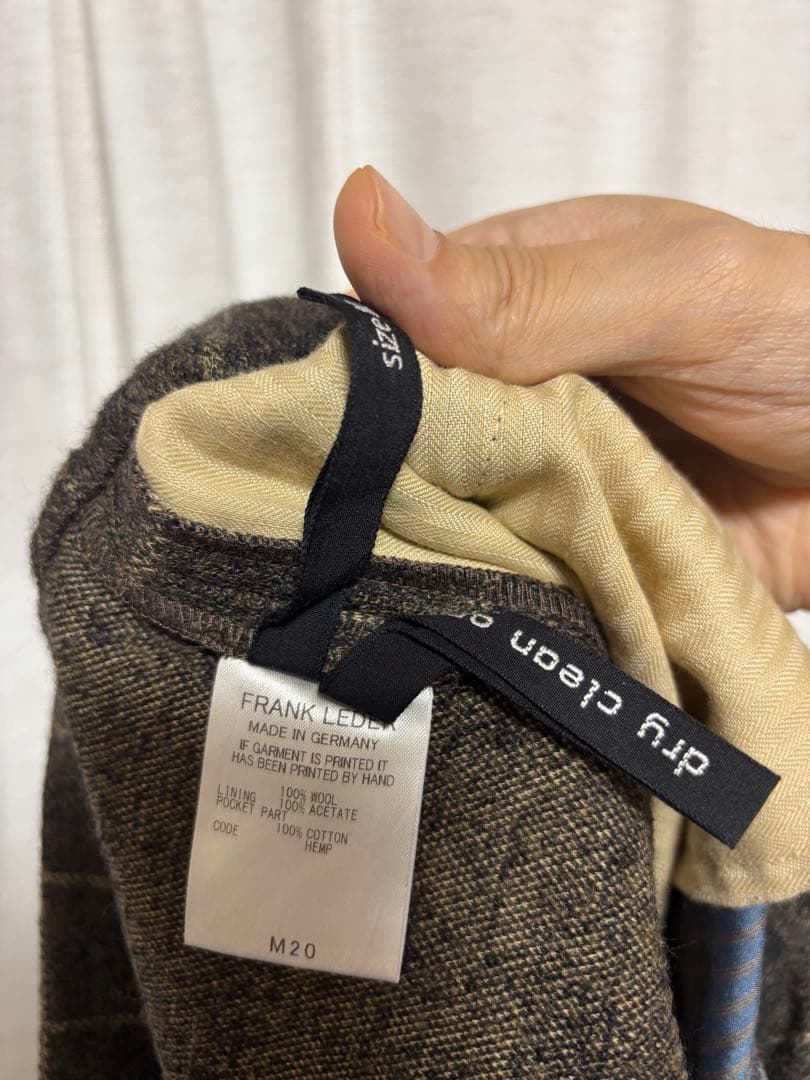 size
dry clean
FRANK LEDER
MADE IN GERMANY
IF GARMENT IS PRINTED IT
HAS BEEN PRINTED BY HAND
100% WOOL
LINING 100% ACETATE
POCKET PART
100% COTTON
CODE HEMP
M20